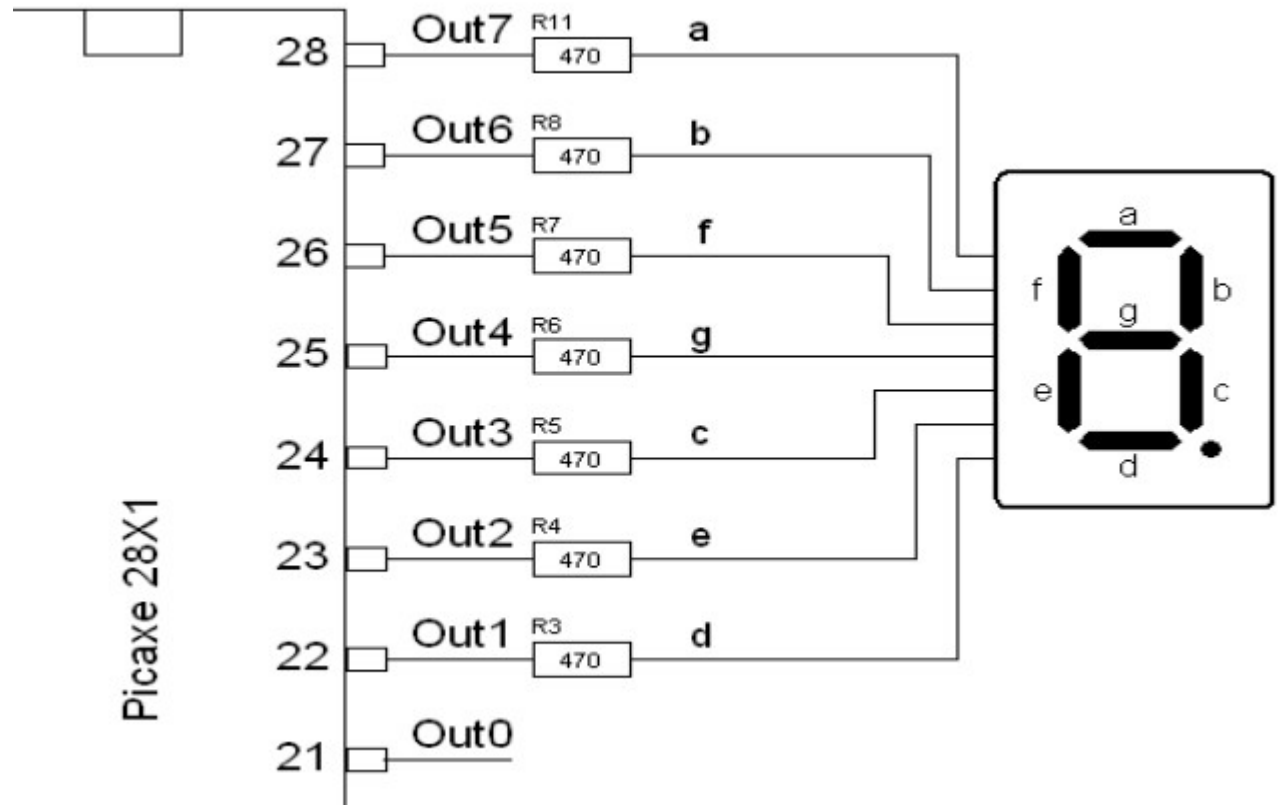 28 Out7 R11 470 a
27 Out6 R8 470 b
26 Out5 R7 470 f
25 Out4 R6 470 g
24 Out3 R5 470 c
23 Out2 R4 470 e
22 Out1 R3 470 d
21 Out0
Picaxe 28X1
a
f b
g
e c
d